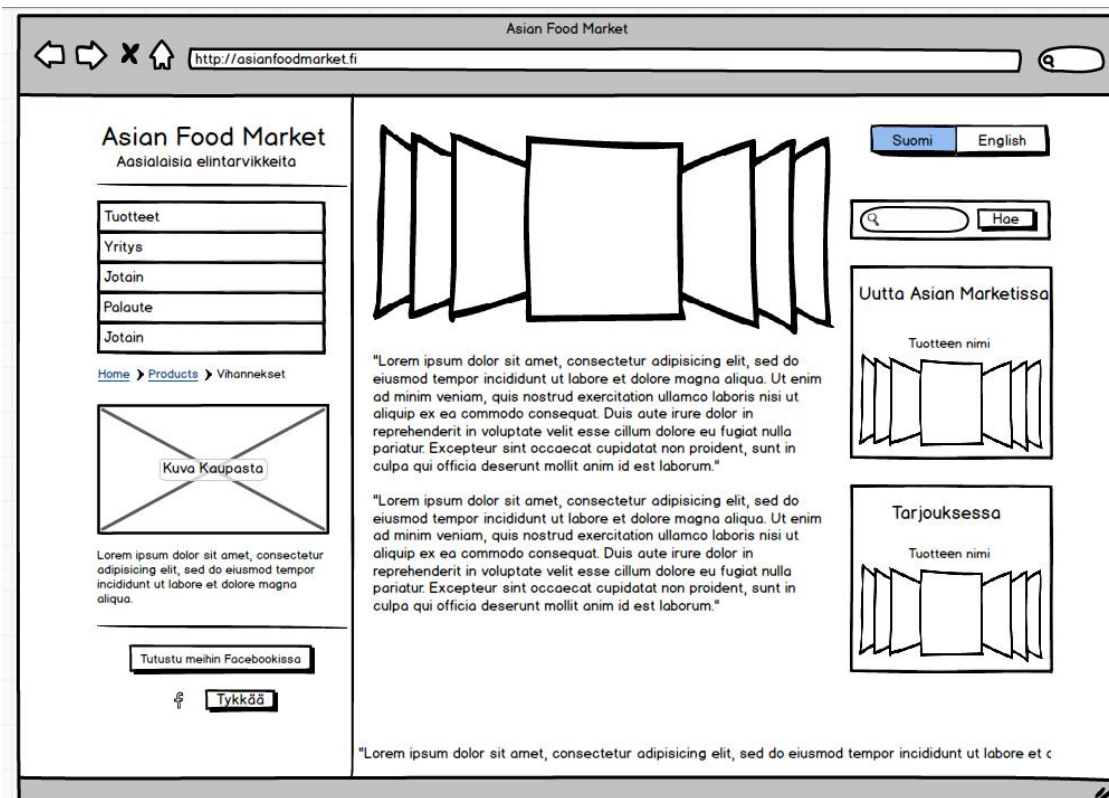 Asian Food Market
http://asianfoodmarket.fi
Asian Food Market
Aasialaisia elintarvikkeita
Tuotteet
Yritys
Jotain
Palaute
Jotain
Home > Products > Vihannekset
Kuva Kaupasta
Lorem ipsum dolor sit amet, consectetur
adipisicing elit, sed do eiusmod tempor
incididunt ut labore et dolore magna
aliqua.
Tutustu meihin Facebookissa
f Tykkää
"Lorem ipsum dolor sit amet, consectetur adipisicing elit, sed do
eiusmod tempor incididunt ut labore et dolore magna aliqua. Ut enim
ad minim veniam, quis nostrud exercitation ullamco laboris nisi ut
aliquip ex ea commodo consequat. Duis aute irure dolor in
reprehenderit in voluptate velit esse cillum dolore eu fugiat nulla
pariatur. Excepteur sint occaecat cupidatat non proident, sunt in
culpa qui officia deserunt mollit anim id est laborum."
"Lorem ipsum dolor sit amet, consectetur adipisicing elit, sed do
eiusmod tempor incididunt ut labore et dolore magna aliqua. Ut enim
ad minim veniam, quis nostrud exercitation ullamco laboris nisi ut
aliquip ex ea commodo consequat. Duis aute irure dolor in
reprehenderit in voluptate velit esse cillum dolore eu fugiat nulla
pariatur. Excepteur sint occaecat cupidatat non proident, sunt in
culpa qui officia deserunt mollit anim id est laborum."
"Lorem ipsum dolor sit amet, consectetur adipisicing elit, sed do eiusmod tempor incididunt ut labore et
Suomi English
Hae
Uutta Asian Marketissa
Tuotteen nimi
Tarjouksessa
Tuotteen nimi